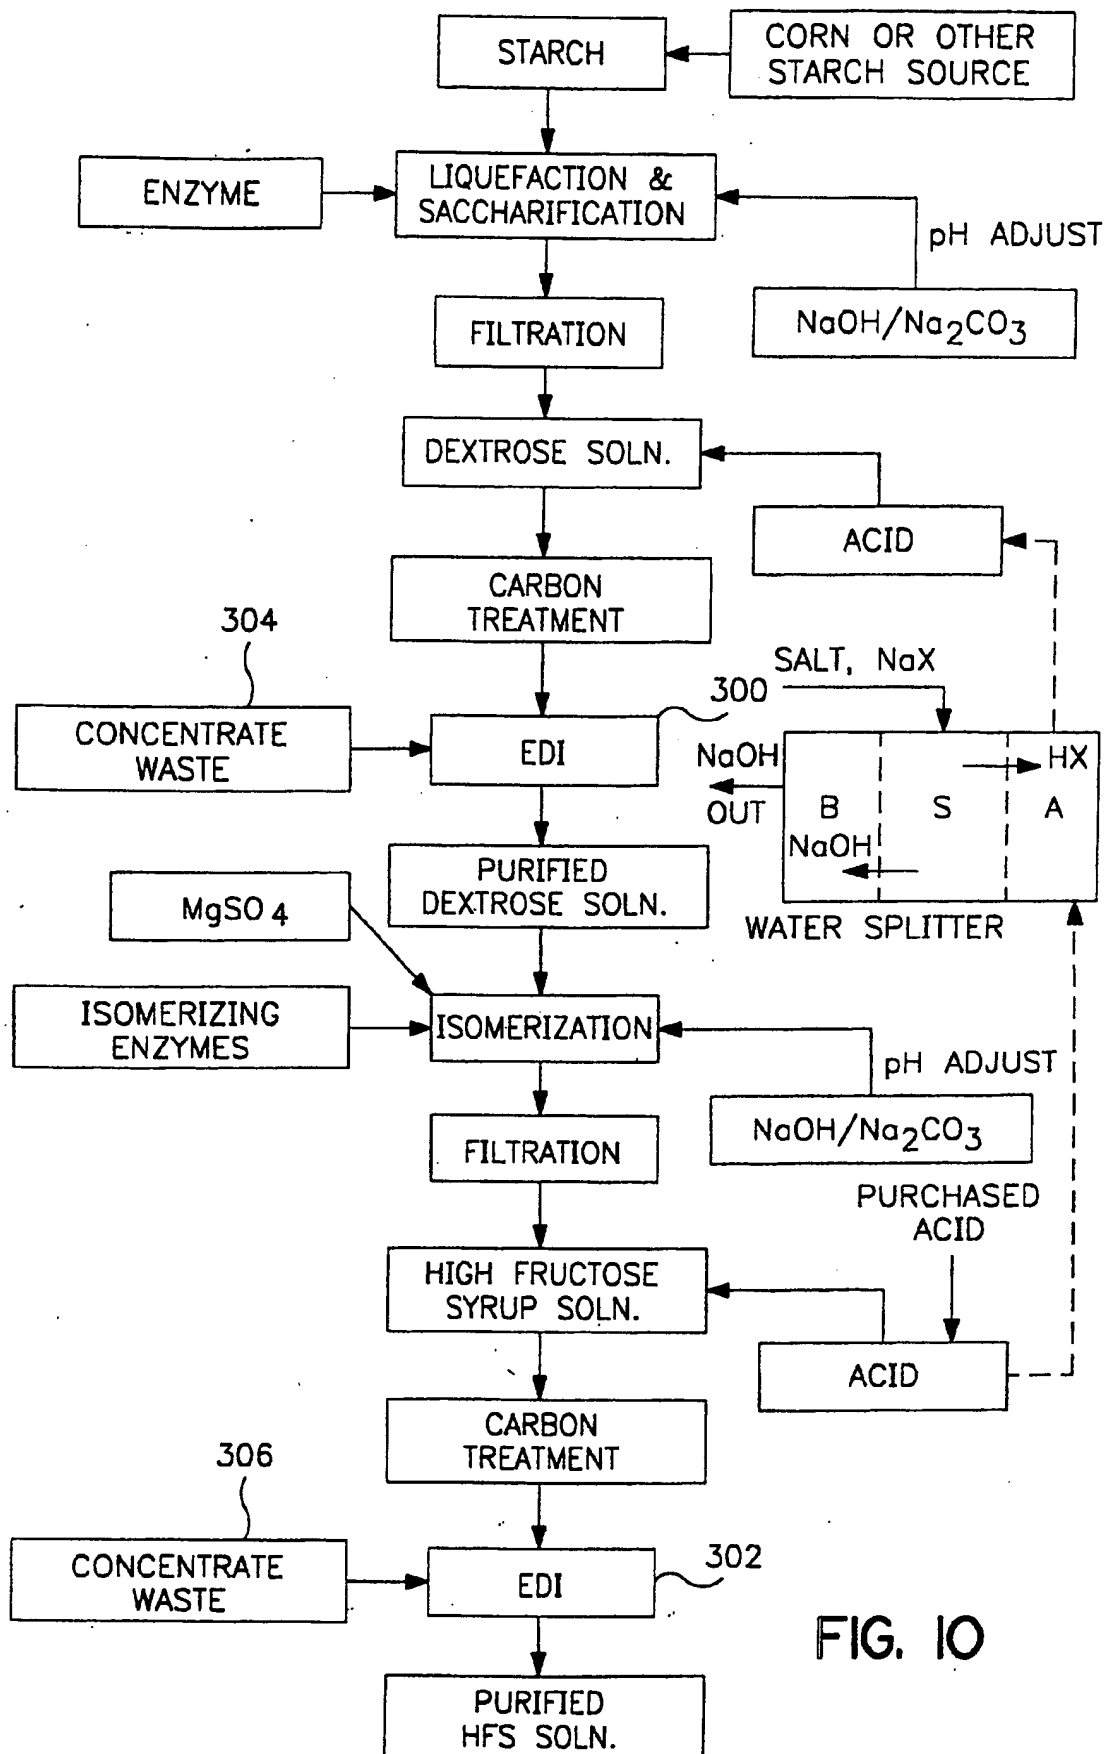 STARCH
CORN OR OTHER
STARCH SOURCE
ENZYME
LIQUEFACTION &
SACCHARIFICATION
pH ADJUST
NaOH/Na2CO3
FILTRATION
DEXTROSE SOLN.
ACID
CARBON
TREATMENT
304
SALT, NaX
300
CONCENTRATE
WASTE
EDI
NaOH
OUT
HX
B
S
A
NaOH
WATER SPLITTER
PURIFIED
DEXTROSE SOLN.
MgSO4
ISOMERIZING
ENZYMES
ISOMERIZATION
pH ADJUST
NaOH/Na2CO3
FILTRATION
PURCHASED
ACID
HIGH FRUCTOSE
SYRUP SOLN.
ACID
CARBON
TREATMENT
306
302
CONCENTRATE
WASTE
EDI
FIG. 10
PURIFIED
HFS SOLN.